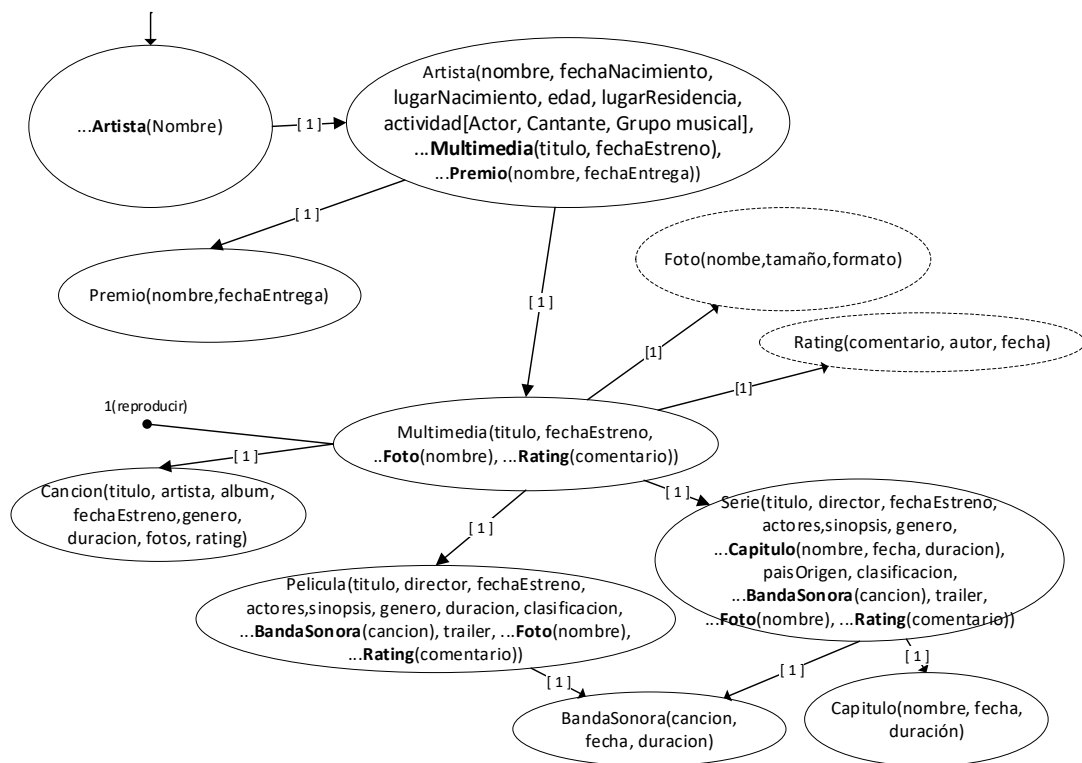 ...Artista(Nombre)
[ 1 ]
Artista(nombre, fechaNacimiento,
lugarNacimiento, edad, lugarResidencia,
actividad[Actor, Cantante, Grupo musical],
...Multimedia(titulo, fechaEstreno),
...Premio(nombre, fechaEntrega))
[ 1 ]
Premio(nombre,fechaEntrega)
[ 1 ]
Foto(nombe,tamaño,formato)
[1]
Rating(comentario, autor, fecha)
[1]
1(reproducir)
Multimedia(titulo, fechaEstreno,
..Foto(nombre), ...Rating(comentario))
[ 1 ]
Cancion(titulo, artista, album,
fechaEstreno,genero,
duracion, fotos, rating)
[ 1 ]
Pelicula(titulo, director, fechaEstreno
actores,sinopsis, genero, duracion, clasificacion,
...BandaSonora(cancion), trailer, ...Foto(nombre),
...Rating(comentario))
[ 1 ]
Serie(titulo, director, fechaEstreno,
actores,sinopsis, genero,
...Capitulo(nombre, fecha, duracion),
paisOrigen, clasificacion,
...BandaSonora(cancion), trailer,
...Foto(nombre), ...Rating(comentario))
[ 1 ]
[ 1 ]
[ 1 ]
BandaSonora(cancion,
fecha, duracion)
Capitulo(nombre, fecha,
duración)